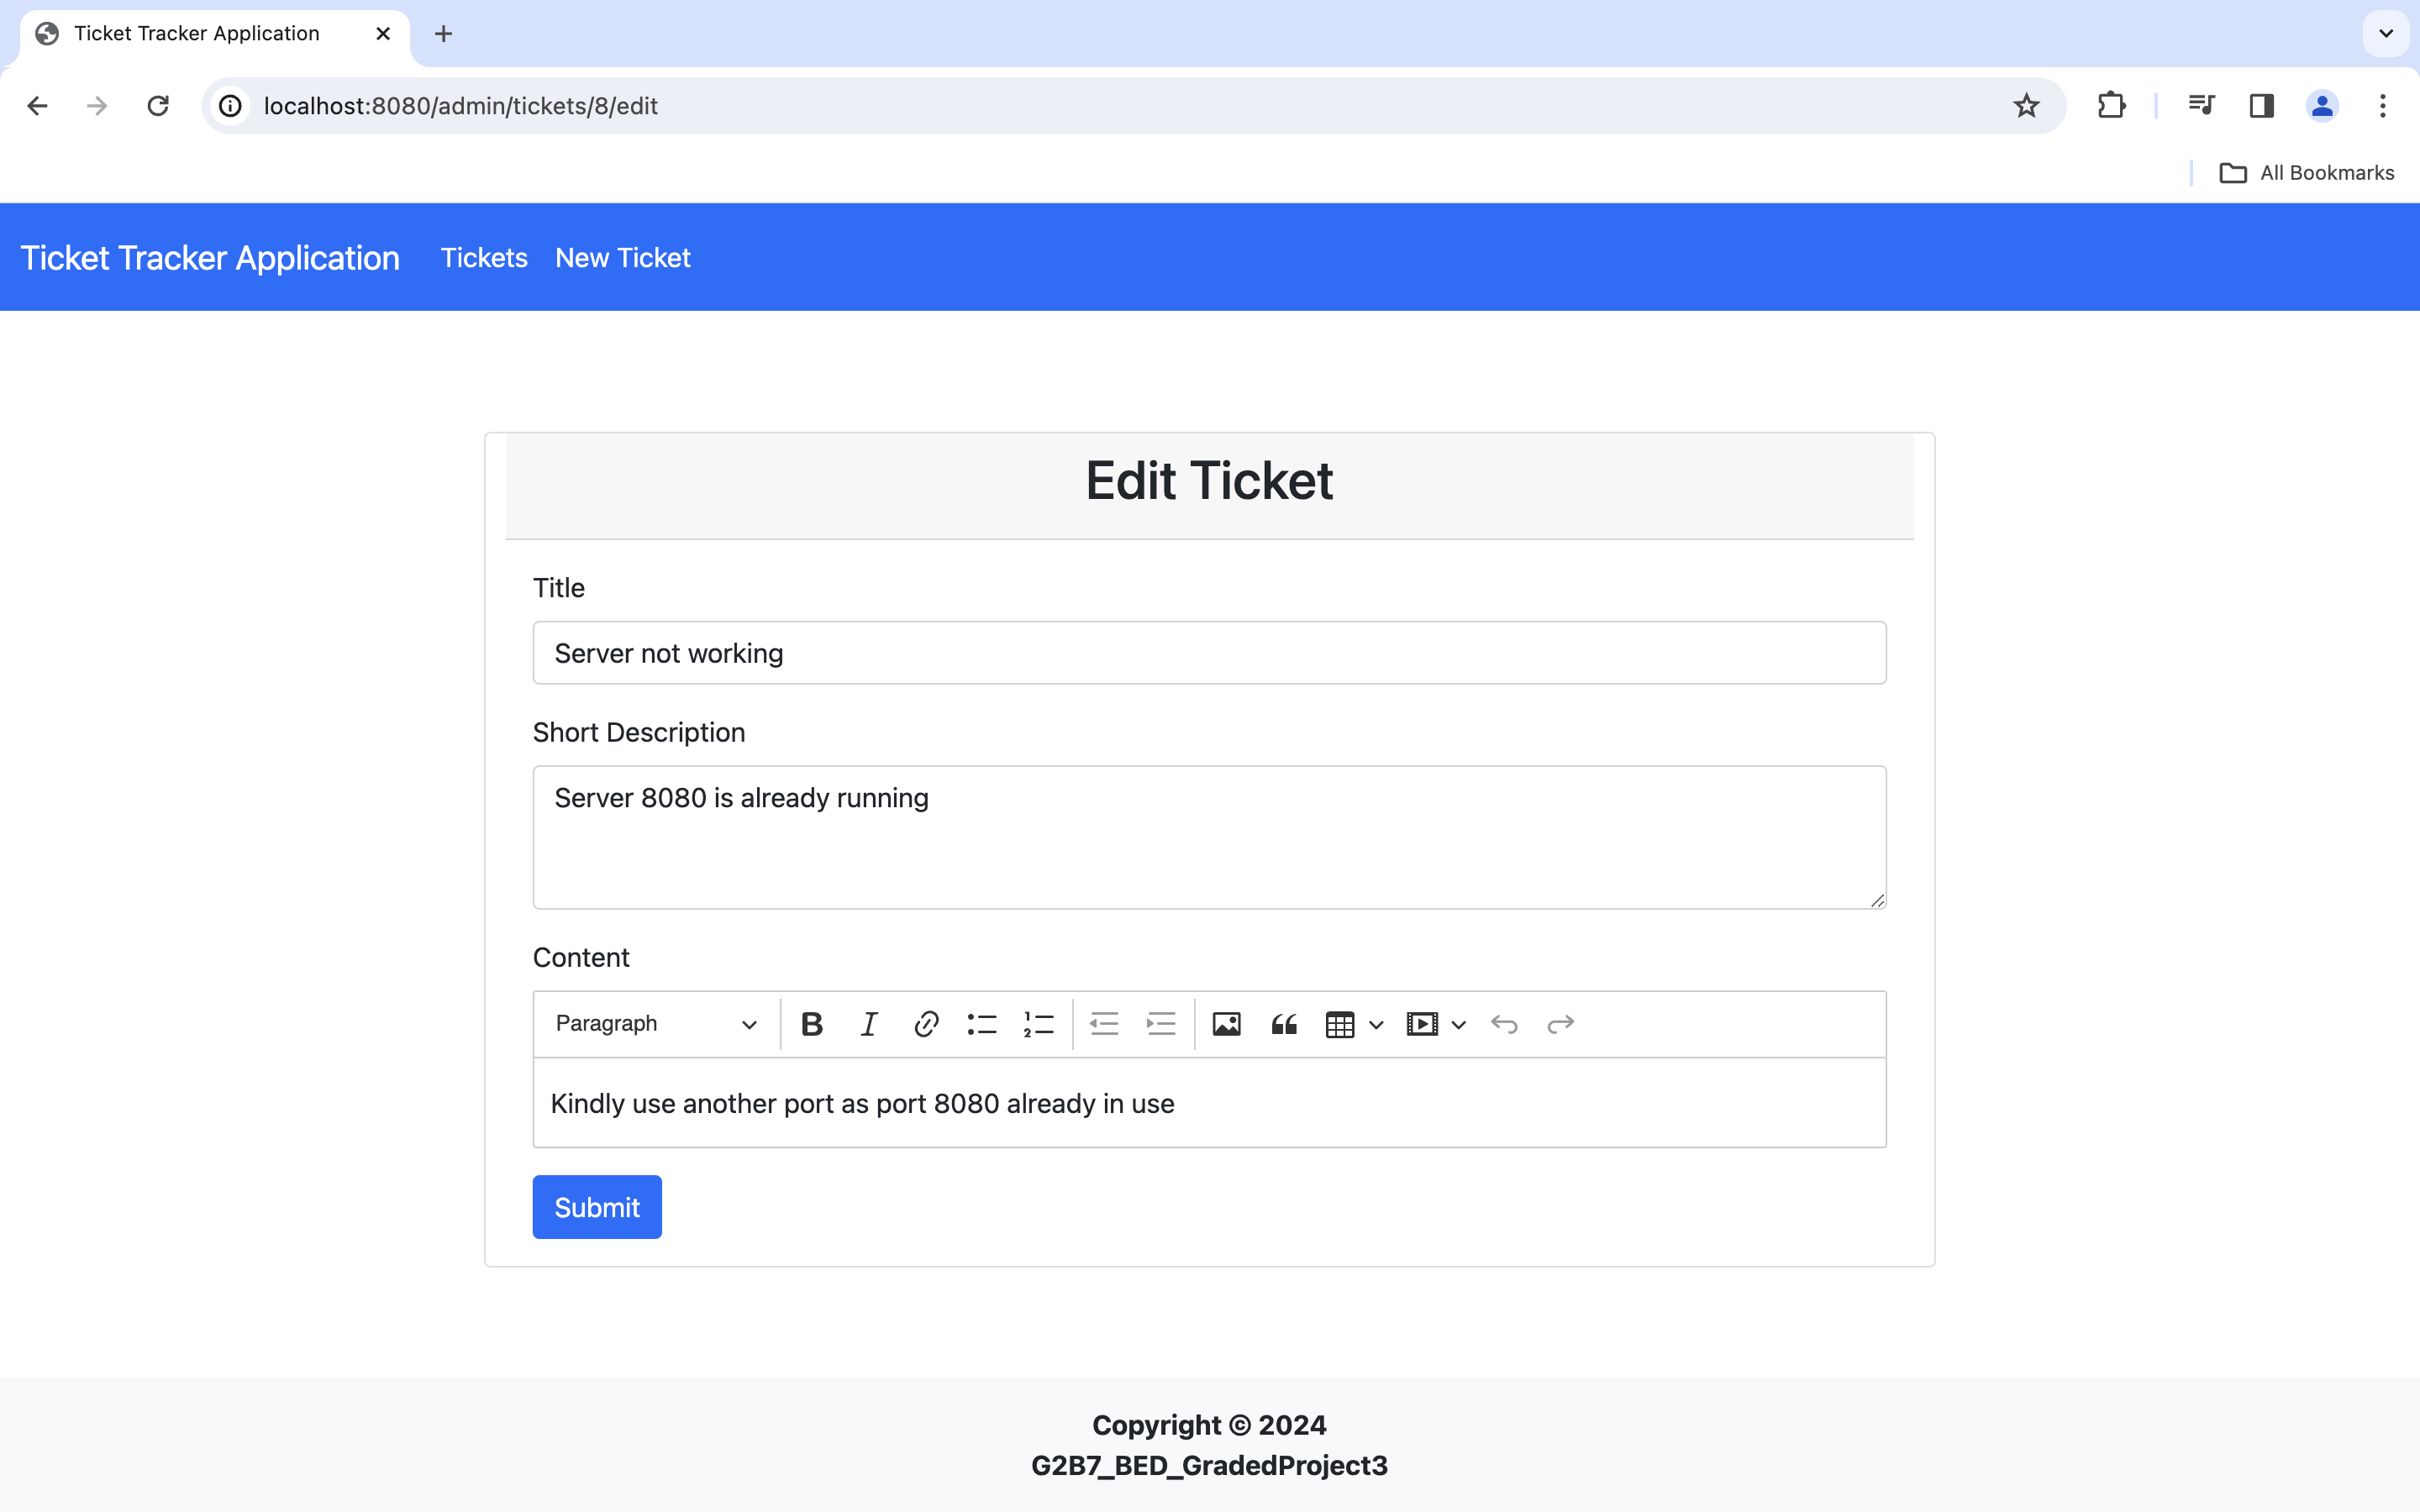 Ticket Tracker Application
localhost:8080/admin/tickets/8/edit
All Bookmarks
Ticket Tracker Application Tickets New Ticket
Edit Ticket
Title
Server not working
Short Description
Server 8080 is already running
Content
Paragraph
Kindly use another port as port 8080 already in use
Submit
Copyright © 2024
G2B7_BED_GradedProject3